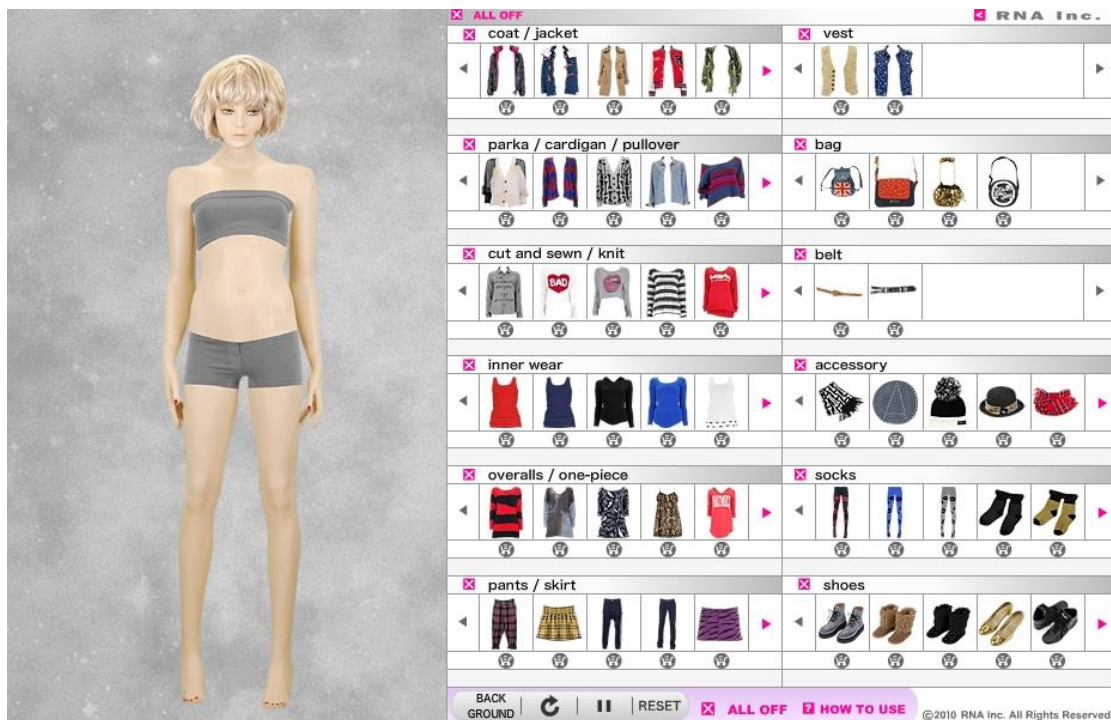 ALL OFF
RNA Inc.
coat / jacket
vest
parka / cardigan / pullover
bag
cut and sewn / knit
belt
BAD
inner wear
accessory
overalls / one-piece
socks
pants / skirt
shoes
BACK
GROUND
RESET
ALL OFF
? HOW TO USE
©2010 RNA Inc. All Rights Reserved